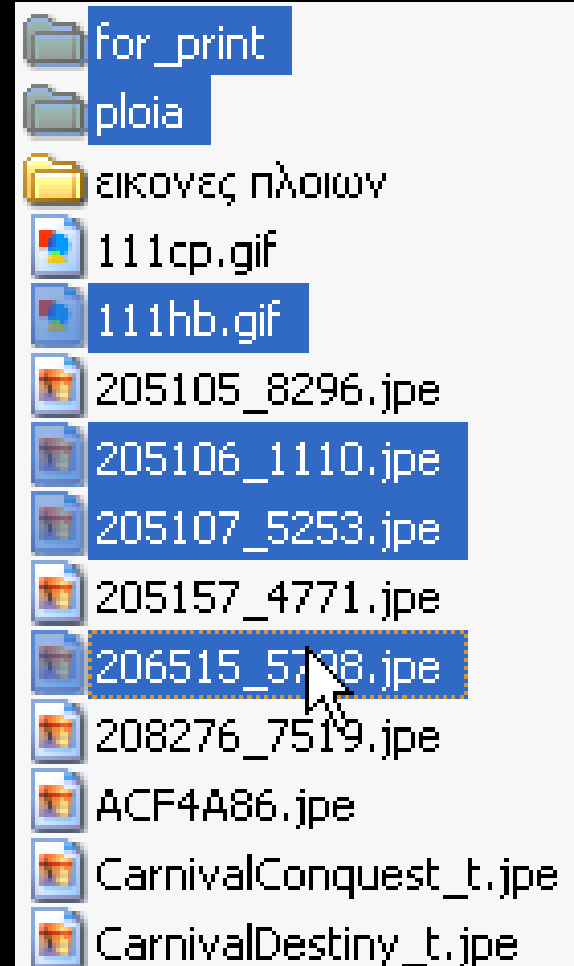 for_print
ploia
εικονες πλοιων
111cp.gif
111hb.gif
205105_8296.jpe
205106_1110.jpe
205107_5253.jpe
205157_4771.jpe
208276_7519.jpe
ACF4A86.jpe
CarnivalConquest_t.jpe
CarnivalDestiny_t.jpe